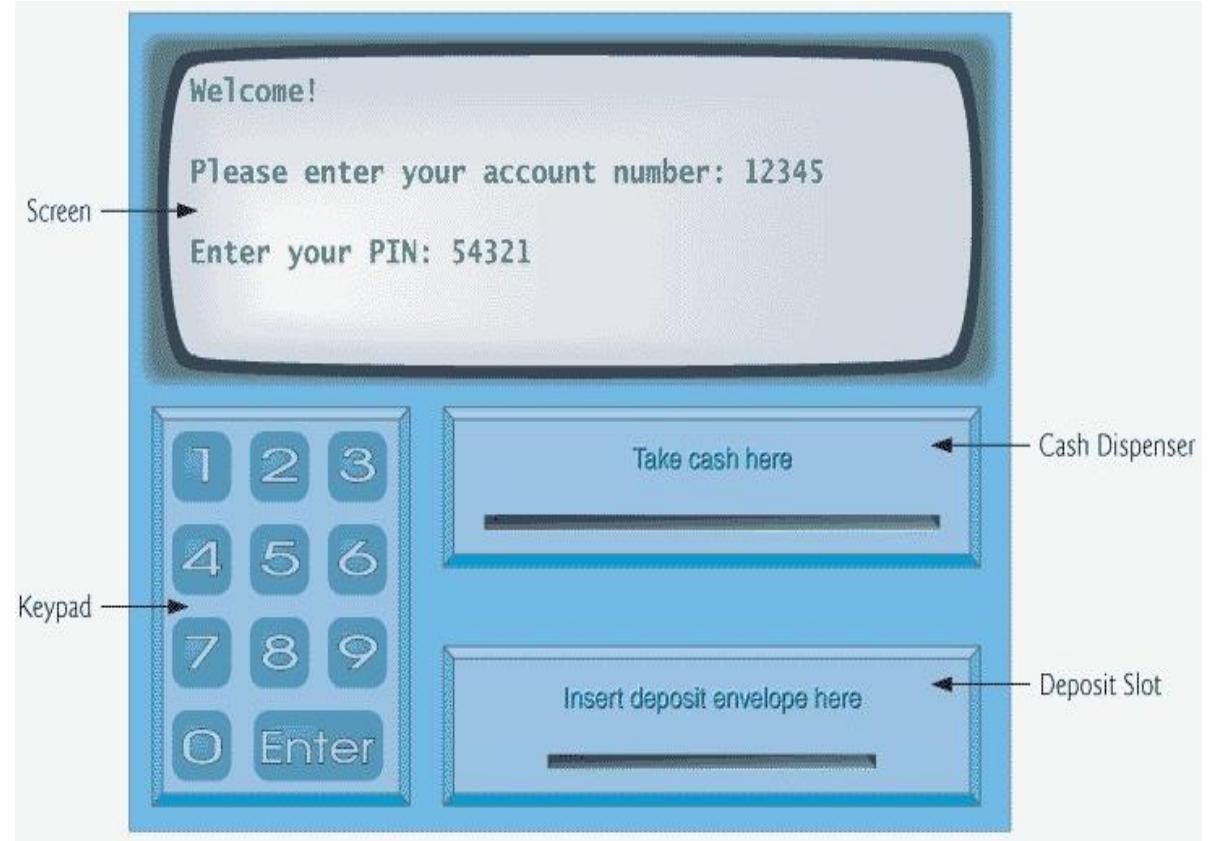 Welcome!
Please enter your account number: 12345
Screen
Enter your PIN: 54321
1 2 3
Take cash here
Cash Dispenser
4 5 6
Keypad
7 8 9
Insert deposit envelope here
Deposit Slot
0 Enter